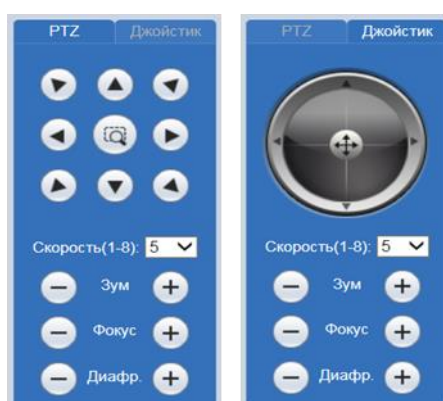 PTZ Джойстик
Скорость(1-8): 5
Зум
Фокус
Диафр.
PTZ Джойстик
Скорость(1-8): 5
Зум
Фокус
Диафр.